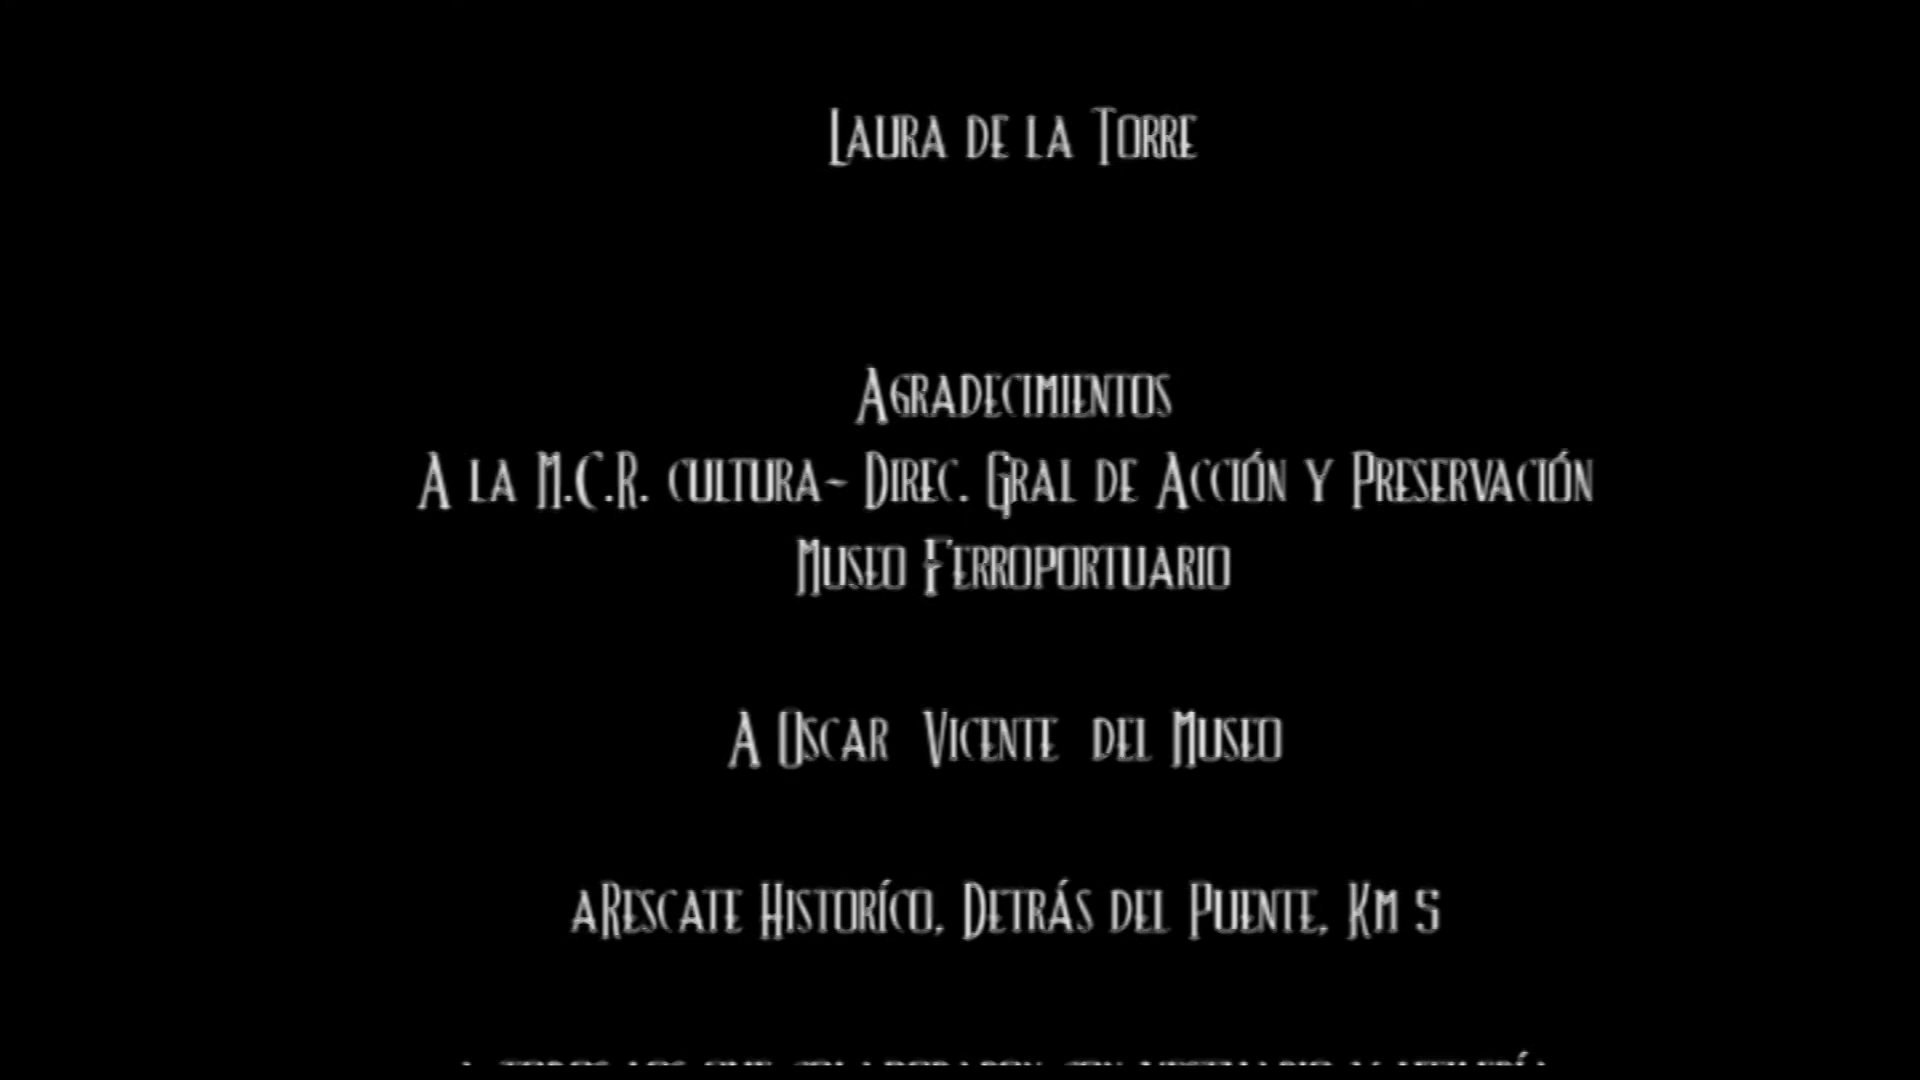 Laura de la Torre
Agradecimientos
A la M.C.R. cultura- Direc. Gral de Acción y Preservación
Museo Ferroportuario
A Oscar Vicente del Museo
aRescate Historíco, Detrás del Puente, Km 5